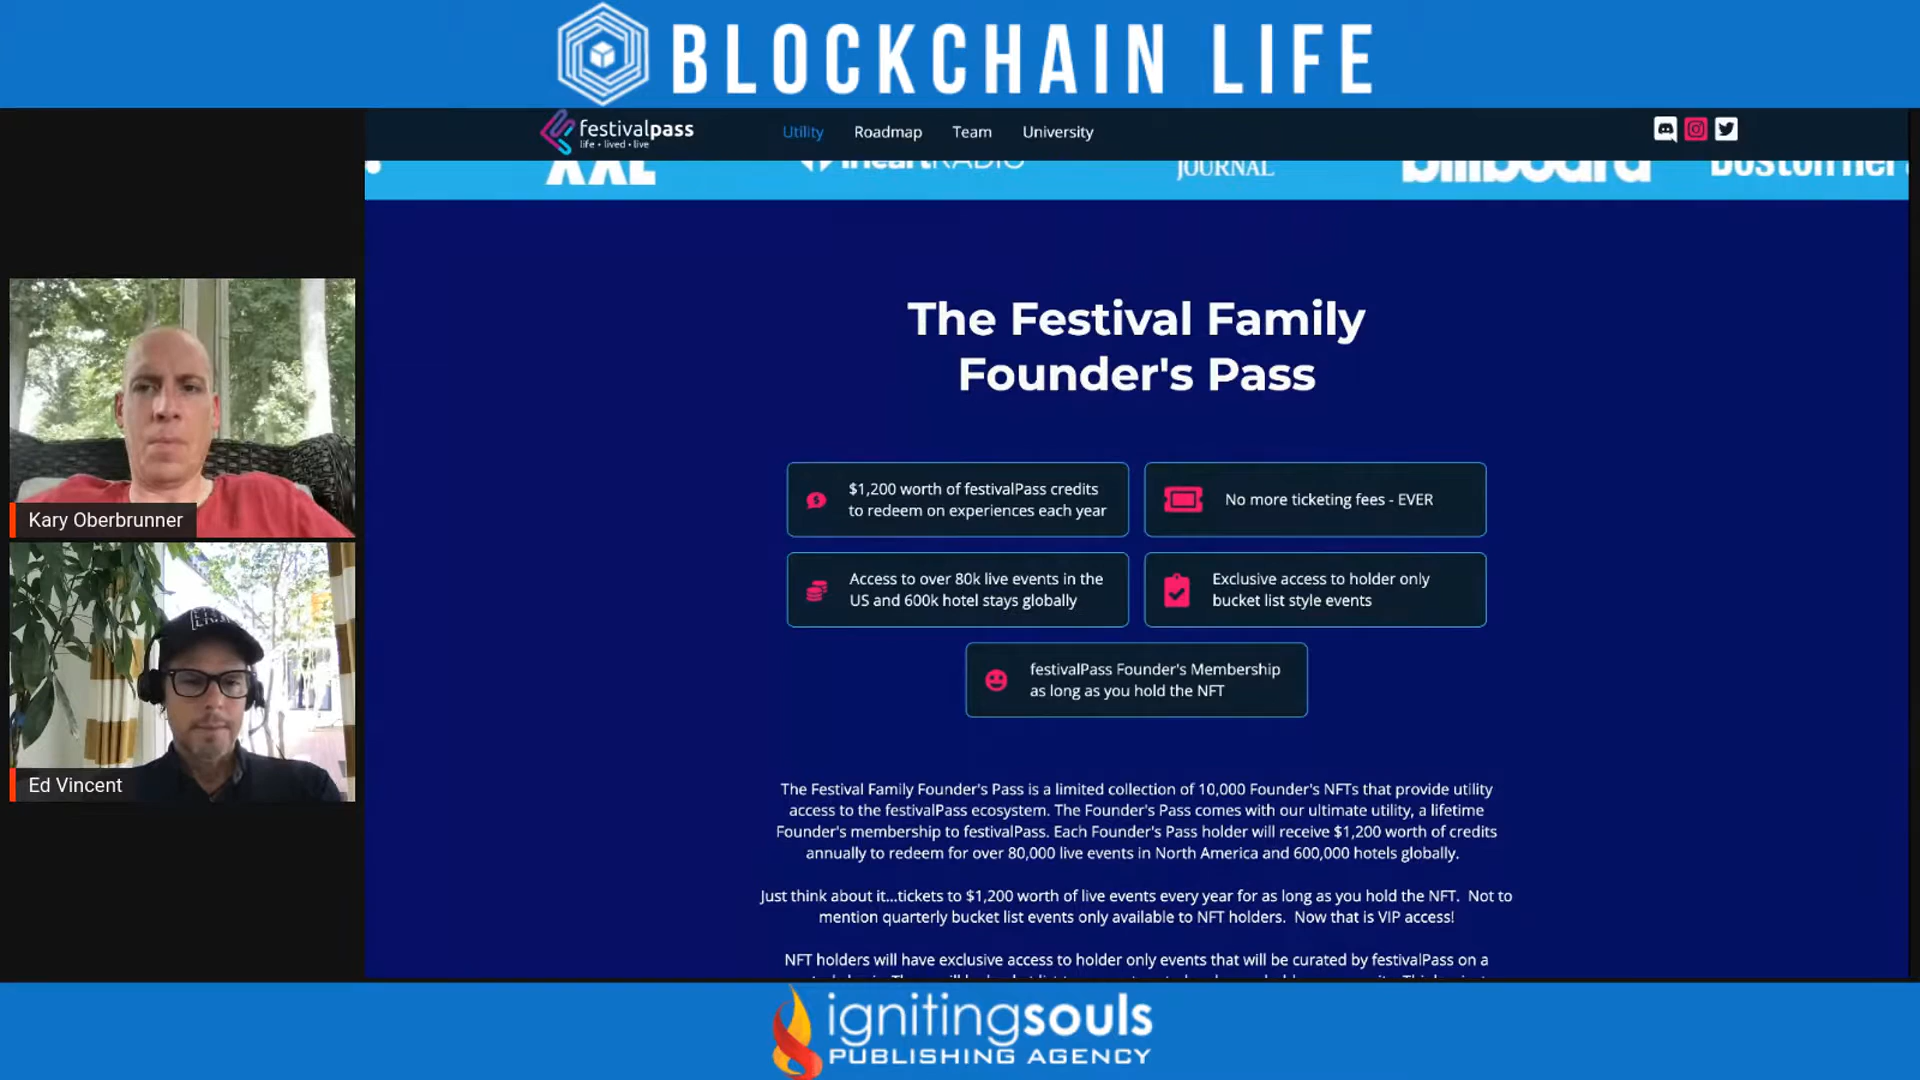 BLOCKCHAIN LIFE
festivalpass
life • lived • live
Utility
Roadmap
Team
University
XXL
iHeartRADIO
JOURNAL
billboard
The Festival Family
Founder's Pass
$1,200 worth of festivalPass credits
to redeem on experiences each year
No more ticketing fees - EVER
Access to over 80k live events in the
US and 600k hotel stays globally
Exclusive access to holder only
bucket list style events
festivalPass Founder's Membership
as long as you hold the NFT
The Festival Family Founder's Pass is a limited collection of 10,000 Founder's NFTs that provide utility
access to the festivalPass ecosystem. The Founder's Pass comes with our ultimate utility, a lifetime
Founder's membership to festivalPass. Each Founder's Pass holder will receive $1,200 worth of credits
annually to redeem for over 80,000 live events in North America and 600,000 hotels globally.
Just think about it...tickets to $1,200 worth of live events every year for as long as you hold the NFT. Not to
mention quarterly bucket list events only available to NFT holders. Now that is VIP access!
NFT holders will have exclusive access to holder only events that will be curated by festivalPass on a
Kary Oberbrunner
Ed Vincent
ignitingsouls
PUBLISHING AGENCY